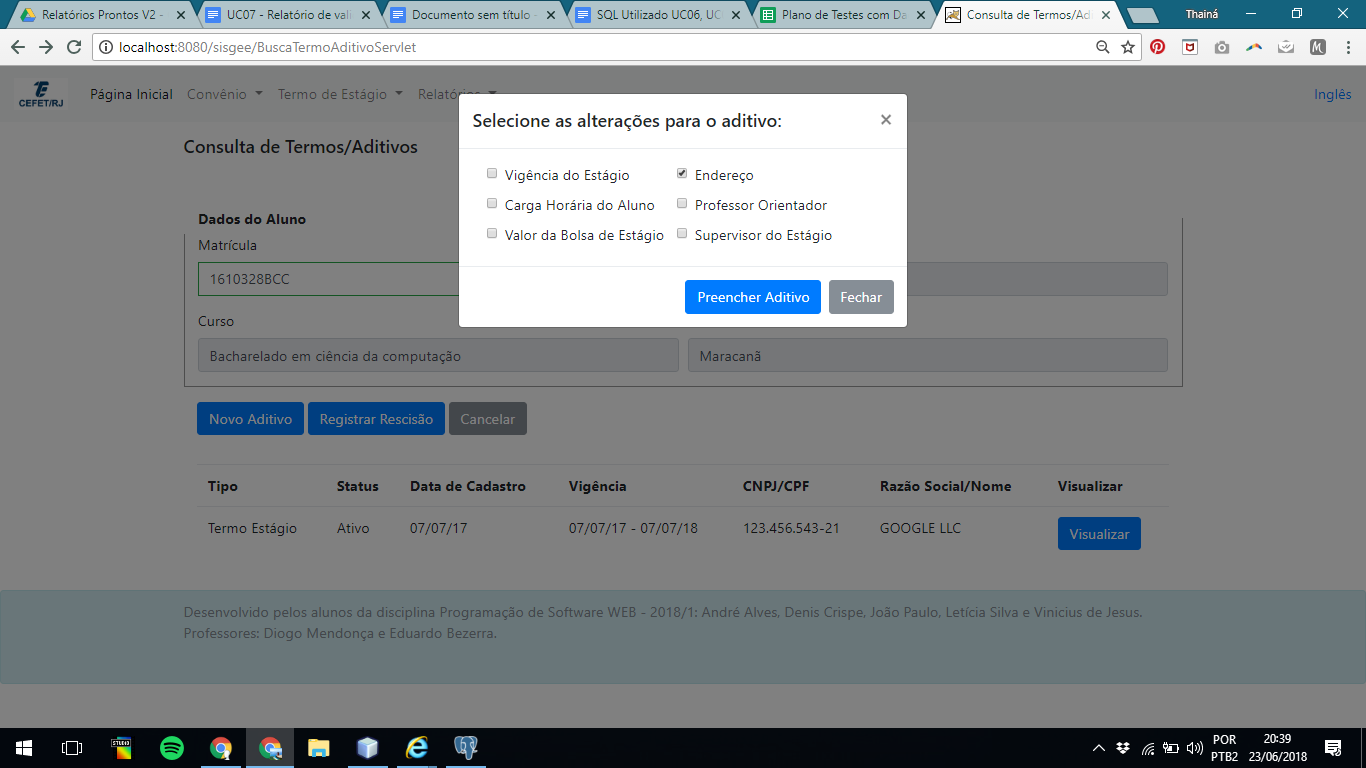 Relatórios Prontos V2 -
UC07 - Relatório de vali
Documento sem título -
SQL Utilizado UC06, UC
Plano de Testes com Da
Consulta de Termos/Adi
Thainá
localhost:8080/sisgee/BuscaTermoAditivoServlet
CEFET/RJ
Página Inicial Convênio Termo de Estágio Relatórios
Inglês
Selecione as alterações para o aditivo:
×
Vigência do Estágio
Endereço
Carga Horária do Aluno
Professor Orientador
Valor da Bolsa de Estágio
Supervisor do Estágio
Preencher Aditivo
Fechar
Consulta de Termos/Aditivos
Dados do Aluno
Matrícula
1610328BCC
Curso
Bacharelado em ciência da computação
Maracanã
Novo Aditivo
Registrar Rescisão
Cancelar
Tipo Status Data de Cadastro Vigência CNPJ/CPF Razão Social/Nome Visualizar
Termo Estágio Ativo 07/07/17 07/07/17 - 07/07/18 123.456.543-21 GOOGLE LLC Visualizar
Desenvolvido pelos alunos da disciplina Programação de Software WEB - 2018/1: André Alves, Denis Crispe, João Paulo, Letícia Silva e Vinicius de Jesus.
Professores: Diogo Mendonça e Eduardo Bezerra.
STUDIO
POR
PTB2
20:39
23/06/2018